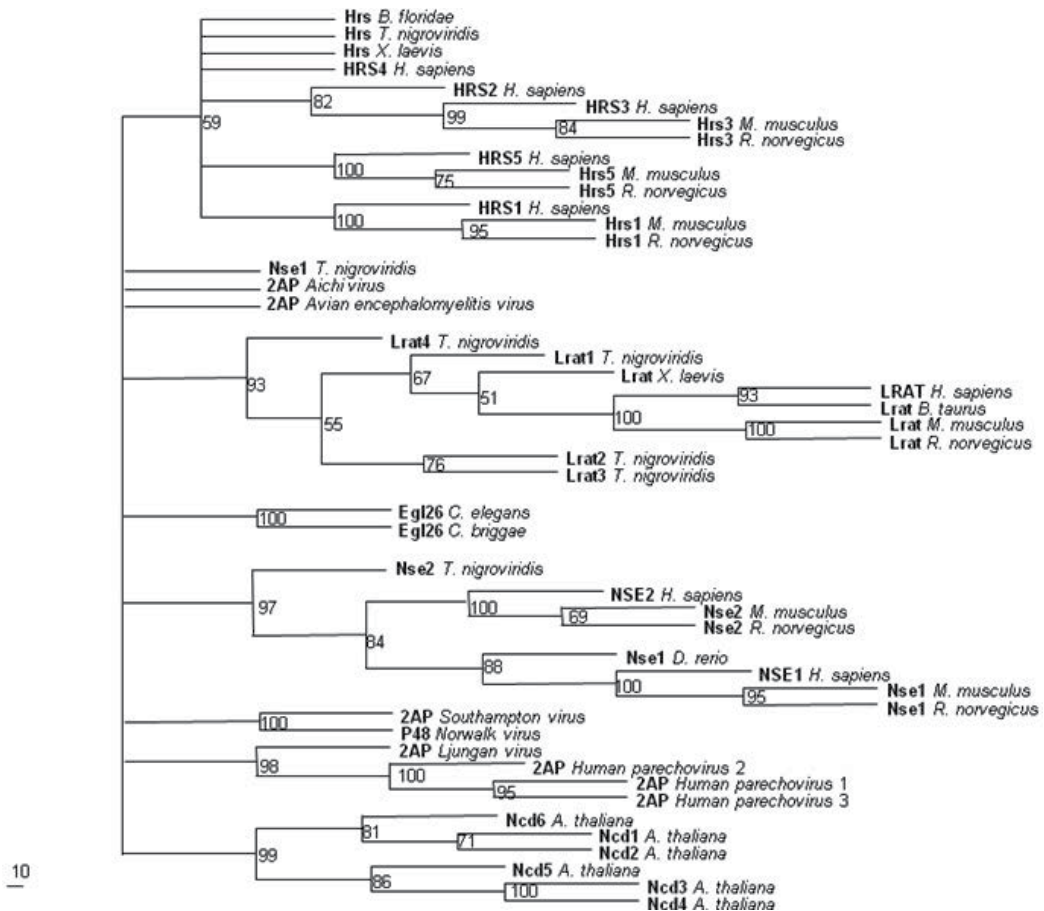 Hrs B. floridae
Hrs T. nigroviridis
Hrs X. laevis
HRS4 H. sapiens
HRS2 H. sapiens
82
HRS3 H. sapiens
99
Hrs3 M. musculus
84
59
Hrs3 R. norvegicus
HRS5 H. sapiens
100
Hrs5 M. musculus
75
Hrs5 R. norvegicus
HRS1 H. sapiens
100
Hrs1 M. musculus
95
Hrs1 R. norvegicus
Nse1 T. nigroviridis
2AP Aichi virus
2AP Avian encephalomyelitis virus
Lrat4 T. nigroviridis
Lrat1 T. nigroviridis
93
67
Lrat X. laevis
51
93
LRAT H. sapiens
Lrat B. taurus
55
100
Lrat M. musculus
100
Lrat R. norvegicus
Lrat2 T. nigroviridis
76
Lrat3 T. nigroviridis
Egl26 C. elegans
100
Egl26 C. briggae
Nse2 T. nigroviridis
97
NSE2 H. sapiens
100
Nse2 M. musculus
69
Nse2 R. norvegicus
84
Nse1 D. rerio
88
NSE1 H. sapiens
100
Nse1 M. musculus
95
Nse1 R. norvegicus
2AP Southampton virus
100
P48 Norwalk virus
2AP Ljungan virus
98
2AP Human parechovirus 2
100
2AP Human parechovirus 1
95
2AP Human parechovirus 3
Ncd6 A. thaliana
81
Ncd1 A. thaliana
71
Ncd2 A. thaliana
99
Ncd5 A. thaliana
86
Ncd3 A. thaliana
100
Ncd4 A. thaliana
10